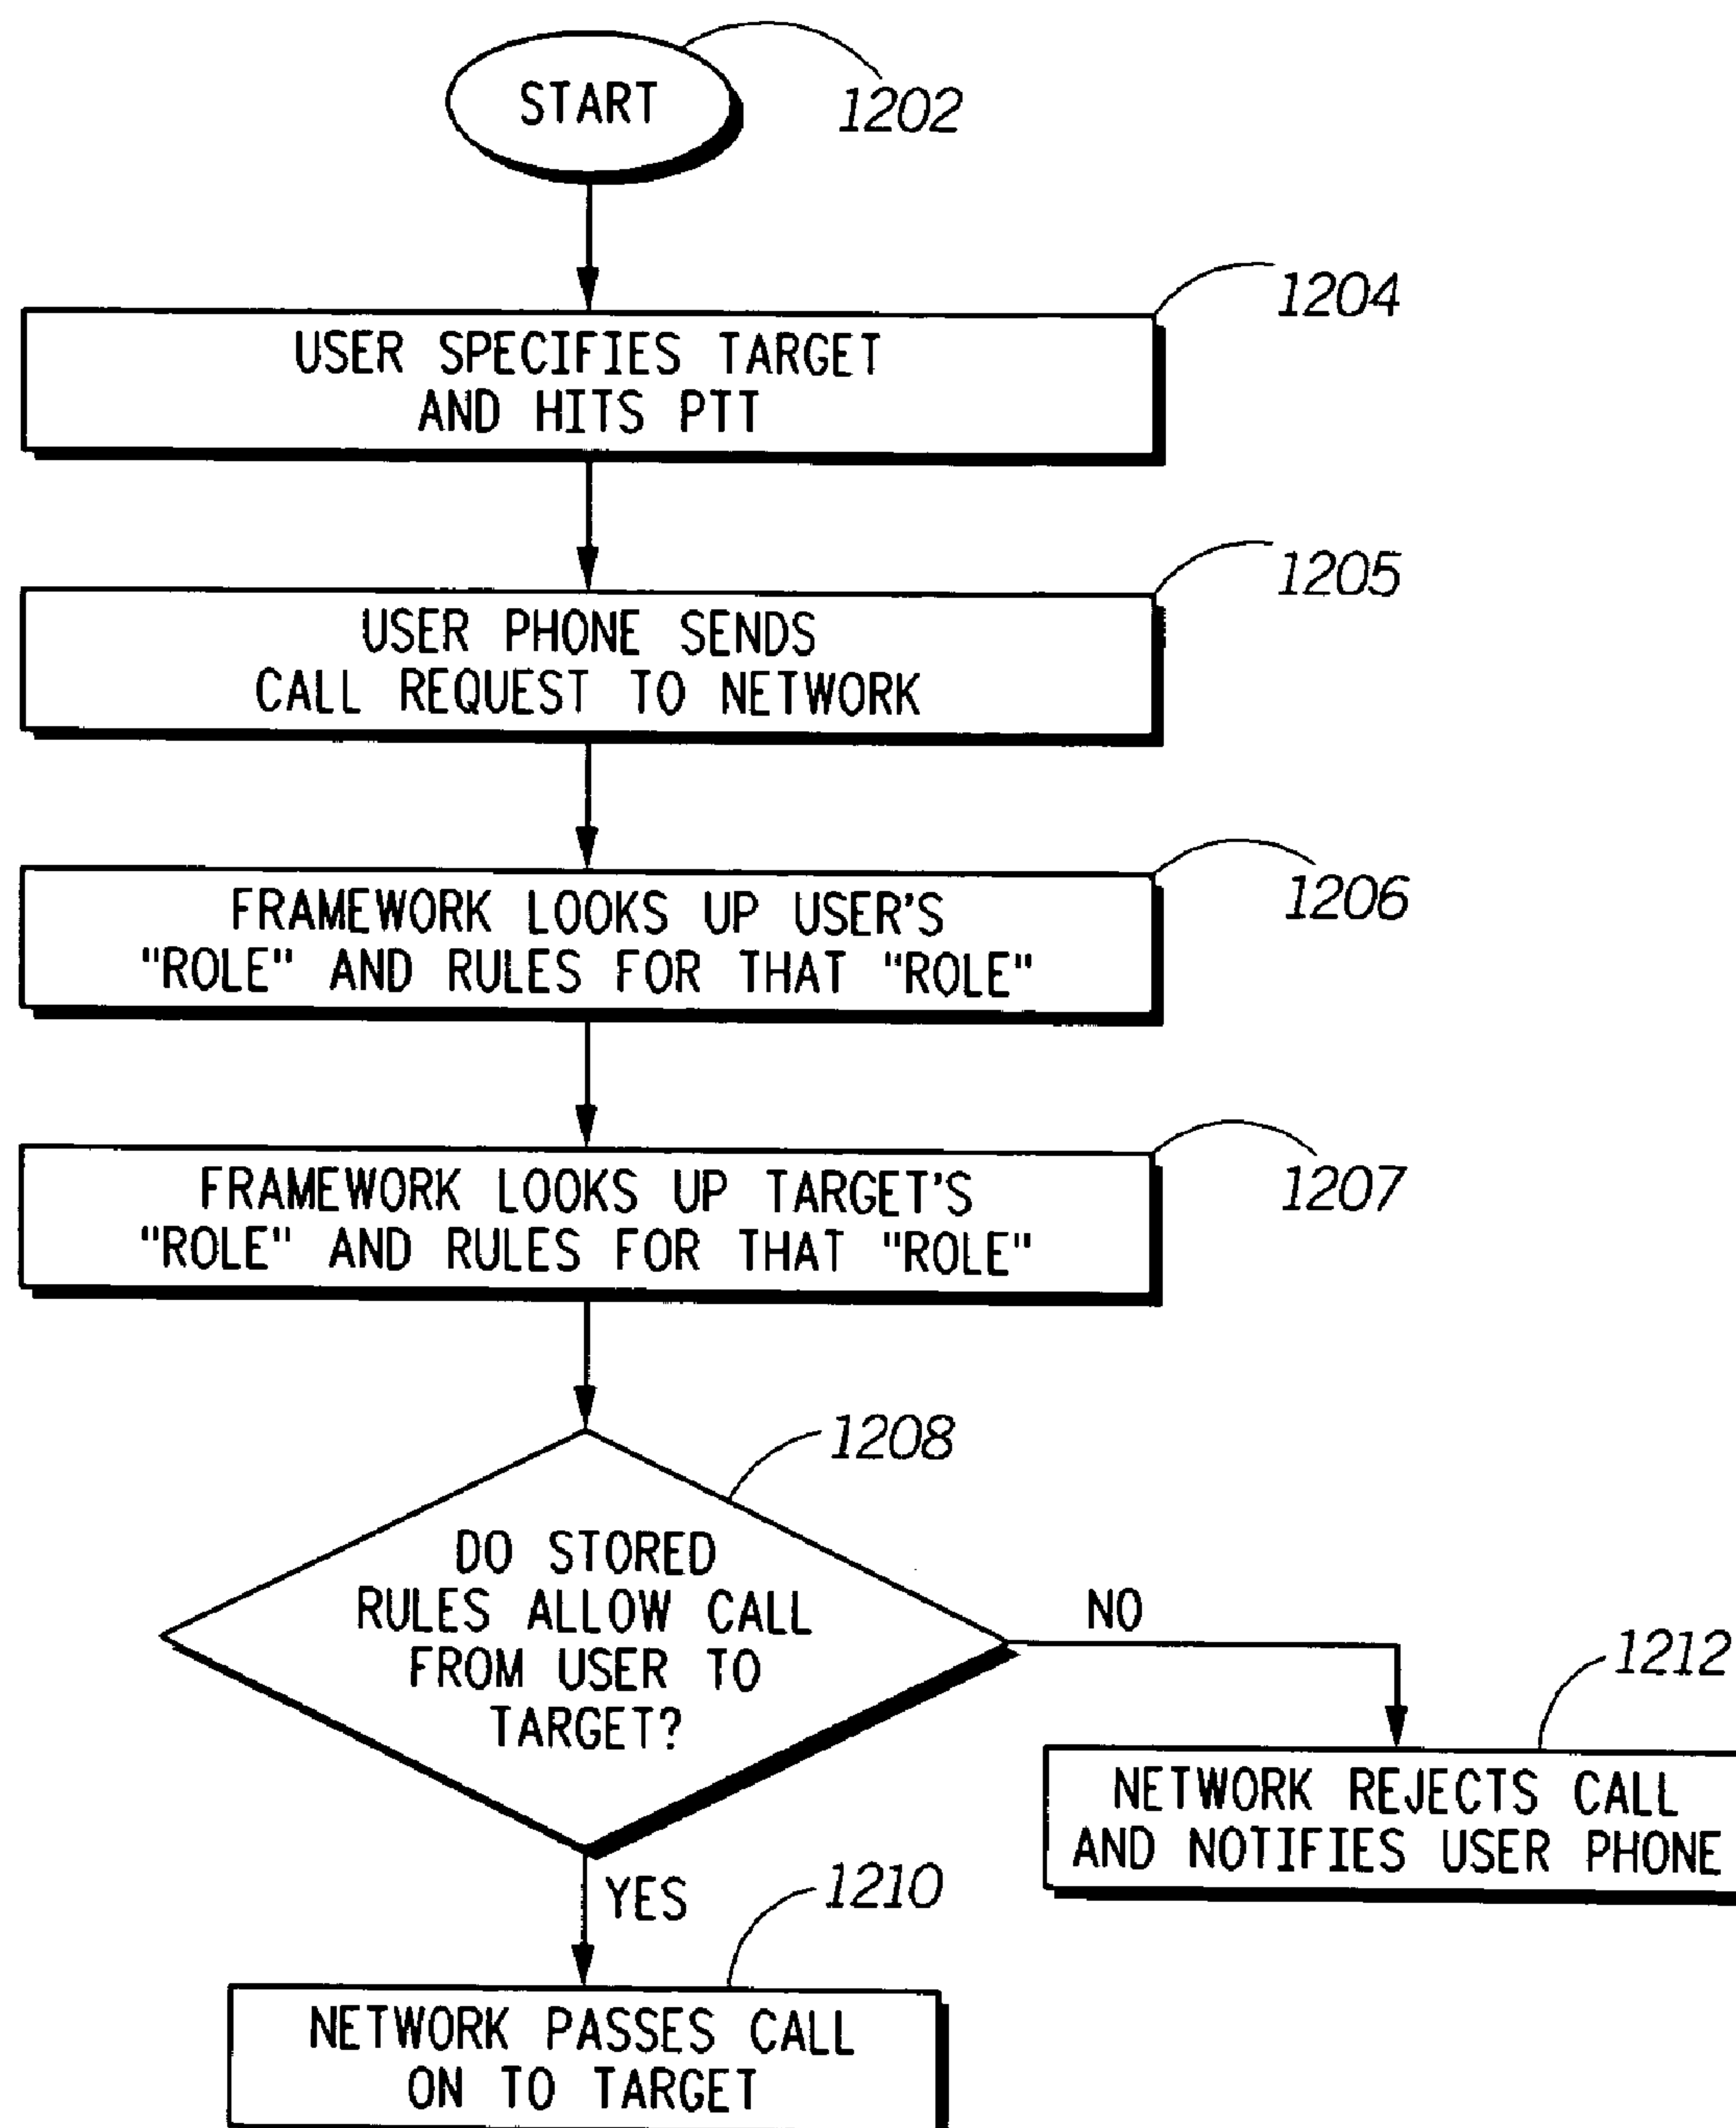 START
1202
1204
USER SPECIFIES TARGET
AND HITS PTT
1205
USER PHONE SENDS
CALL REQUEST TO NETWORK
1206
FRAMEWORK LOOKS UP USER'S
"ROLE" AND RULES FOR THAT "ROLE"
1207
FRAMEWORK LOOKS UP TARGET'S
"ROLE" AND RULES FOR THAT "ROLE"
1208
DO STORED
RULES ALLOW CALL
FROM USER TO
TARGET?
NO
1212
NETWORK REJECTS CALL
AND NOTIFIES USER PHONE
YES
1210
NETWORK PASSES CALL
ON TO TARGET